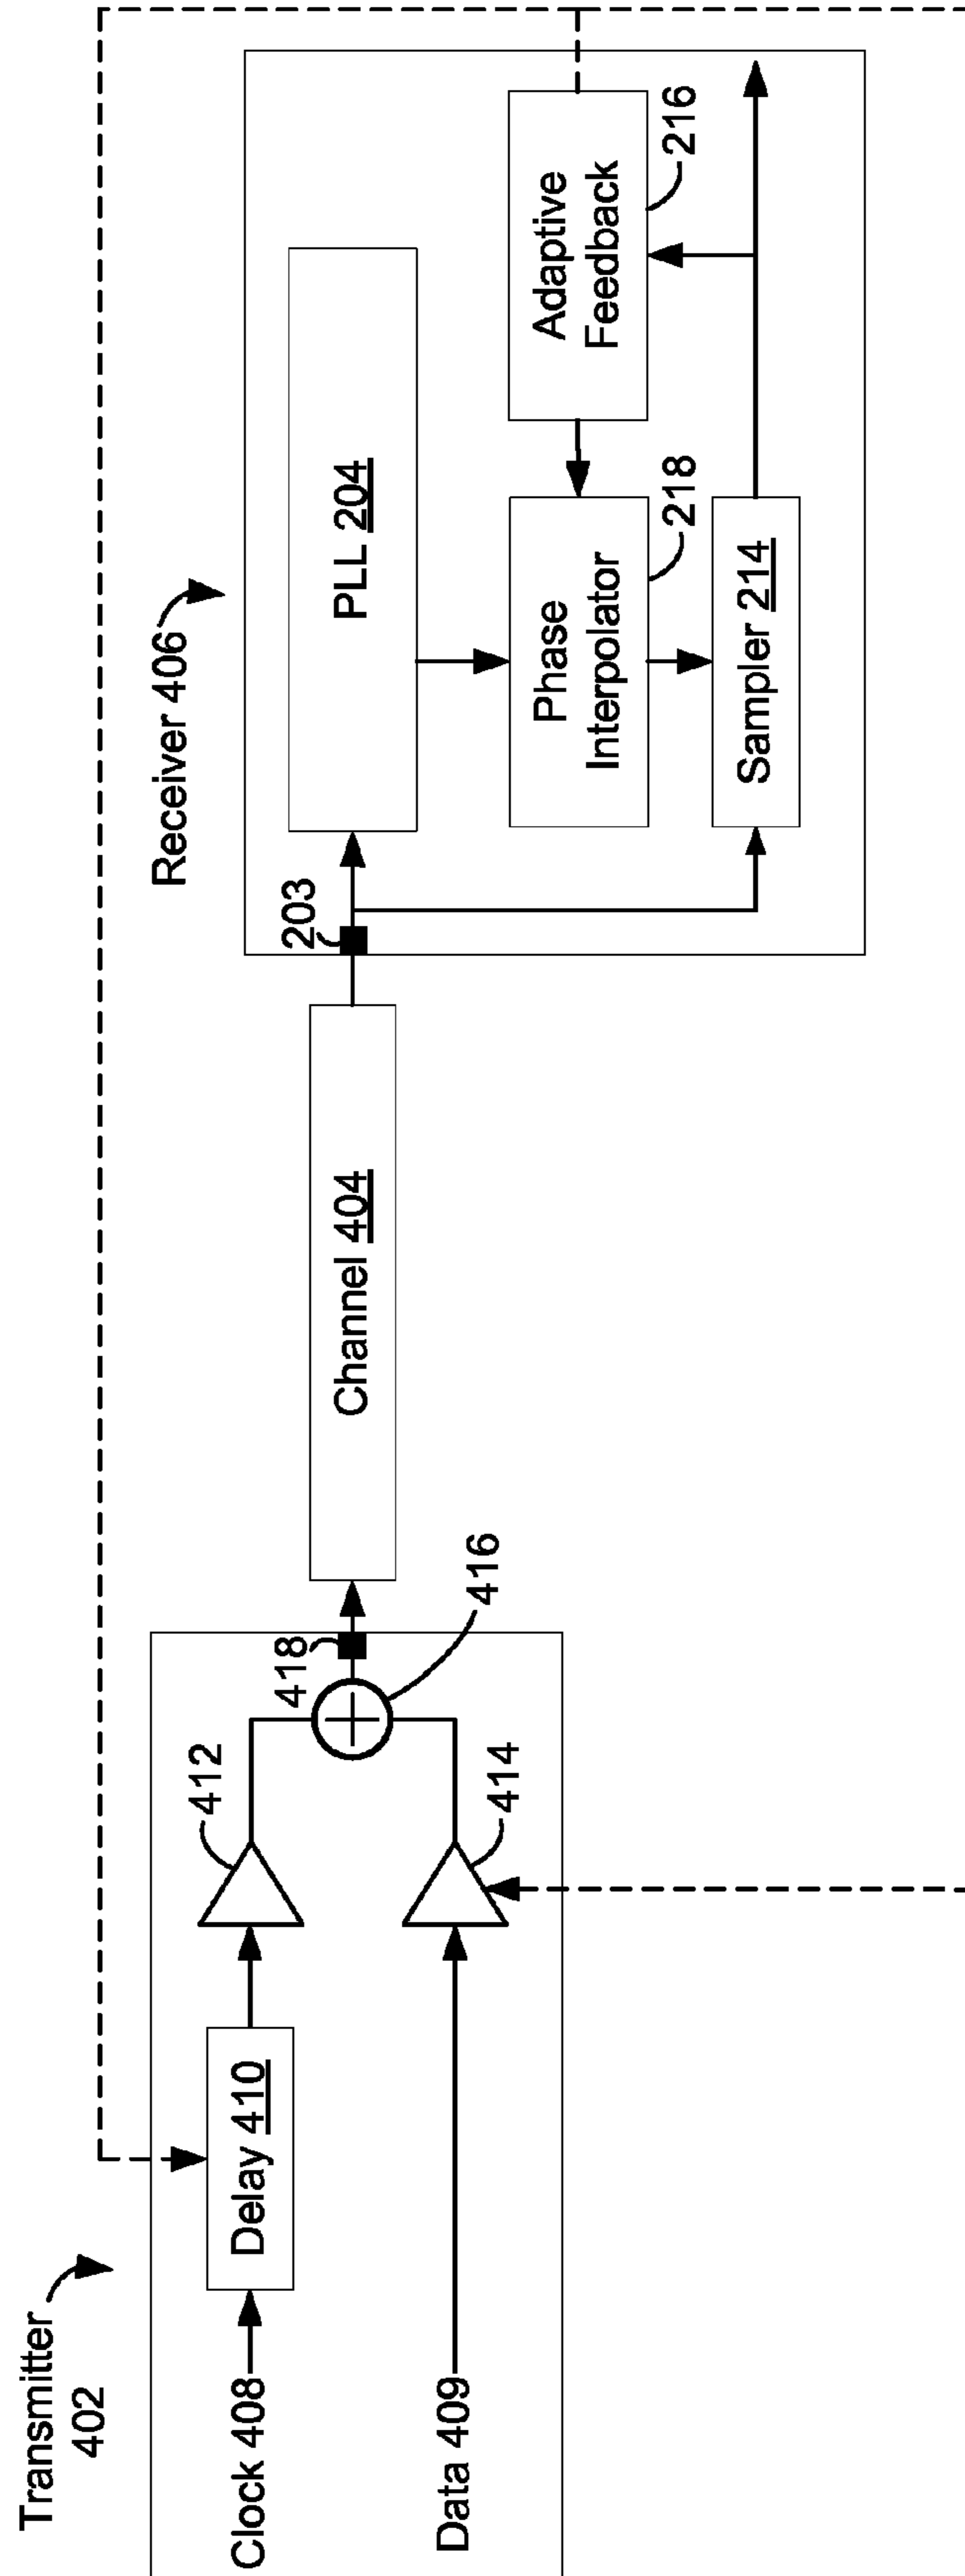 Transmitter
402
Clock 408
Data 409
Delay 410
412
414
416
418
Channel 404
Receiver 406
203
PLL 204
Phase
Interpolator
218
Adaptive
Feedback
216
Sampler 214